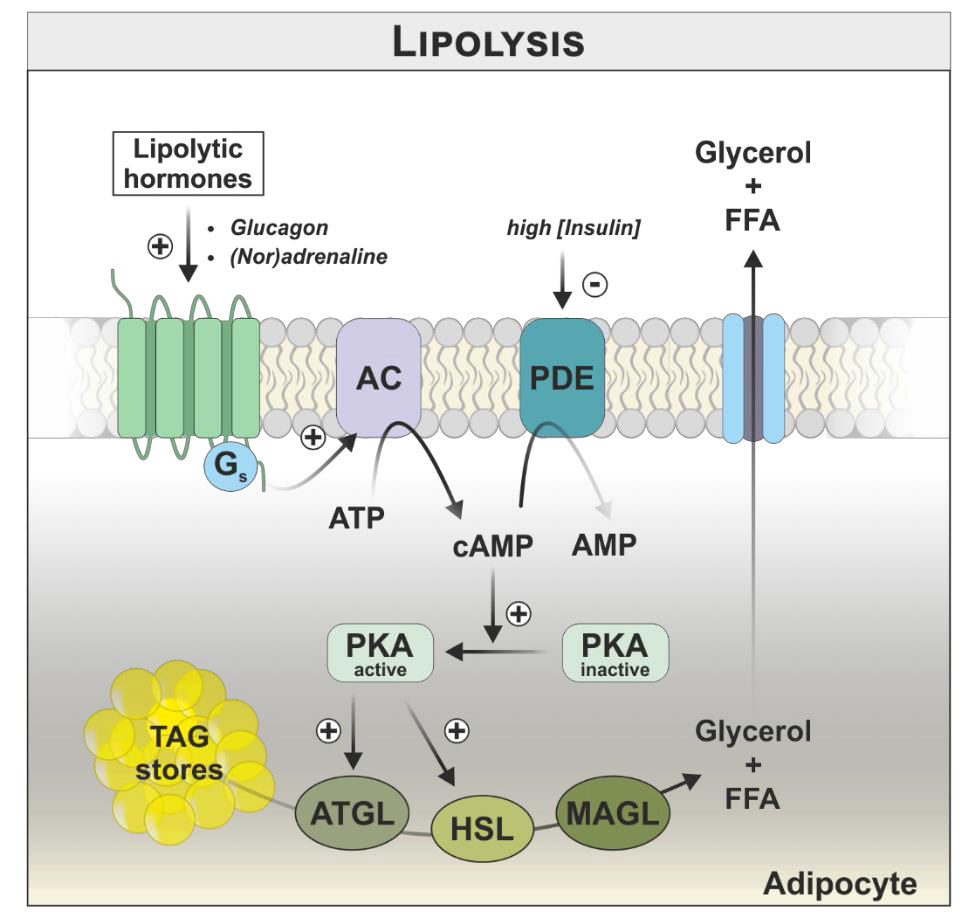 LIPOLYSIS
Lipolytic
hormones
+
• Glucagon
• (Nor)adrenaline
high [Insulin]
-
Glycerol
+
FFA
AC
PDE
Gs
+
ATP
cAMP
AMP
+
PKA
active
PKA
inactive
TAG
stores
+
+
ATGL
HSL
MAGL
Glycerol
+
FFA
Adipocyte